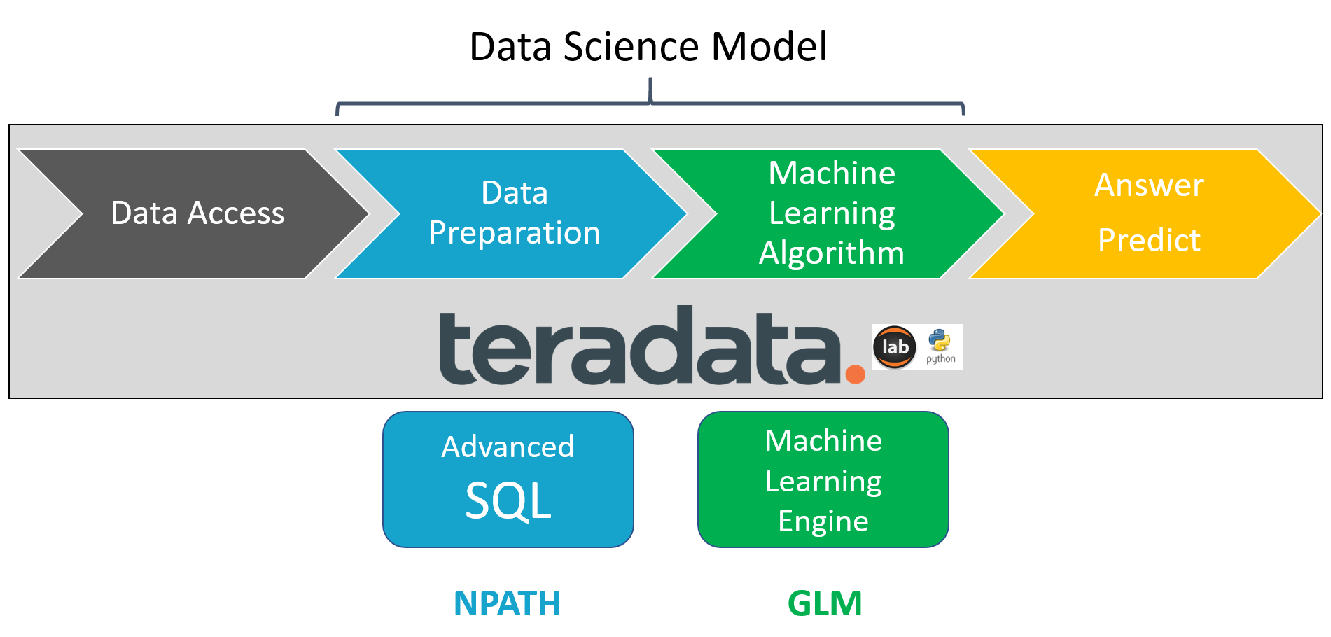 Data Science Model
Data Access
Data
Preparation
Machine
Learning
Algorithm
Answer
Predict
teradata.
lab
python
Advanced
SQL
Machine
Learning
Engine
NPATH
GLM